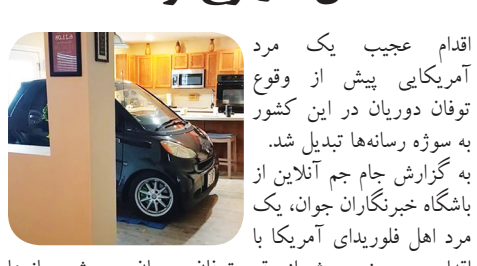 اقدام عجیب یک مرد
آمریکایی پیش از وقوع
توفان دوریان در این کشور
به سوژه رسانه‌ها تبدیل شد.
به گزارش جام جم آنلاین از
باشگاه خبرنگاران جوان، یک
مرد اهل فلوریدای آمریکا با